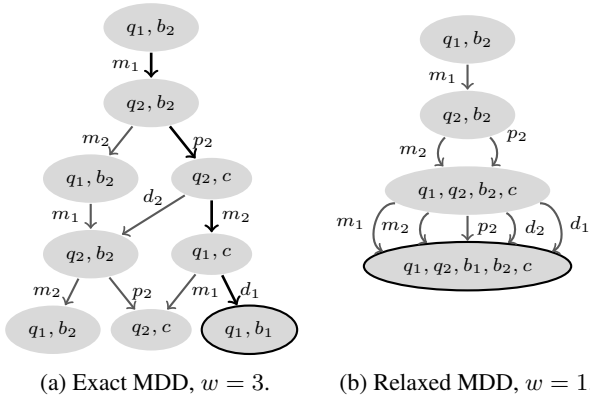 q₁, b₂
m₁
q₂, b₂
m₂ p₂
q₁, b₂ q₂, c
m₁ d₂ m₂
q₂, b₂ q₁, c
m₂ p₂ m₁ d₁
q₁, b₂ q₂, c q₁, b₁
(a) Exact MDD, w = 3.
q₁, b₂
m₁
q₂, b₂
m₂ p₂
q₁, q₂, b₂, c
m₁ m₂ p₂ d₂ d₁
q₁, q₂, b₁, b₂, c
(b) Relaxed MDD, w = 1